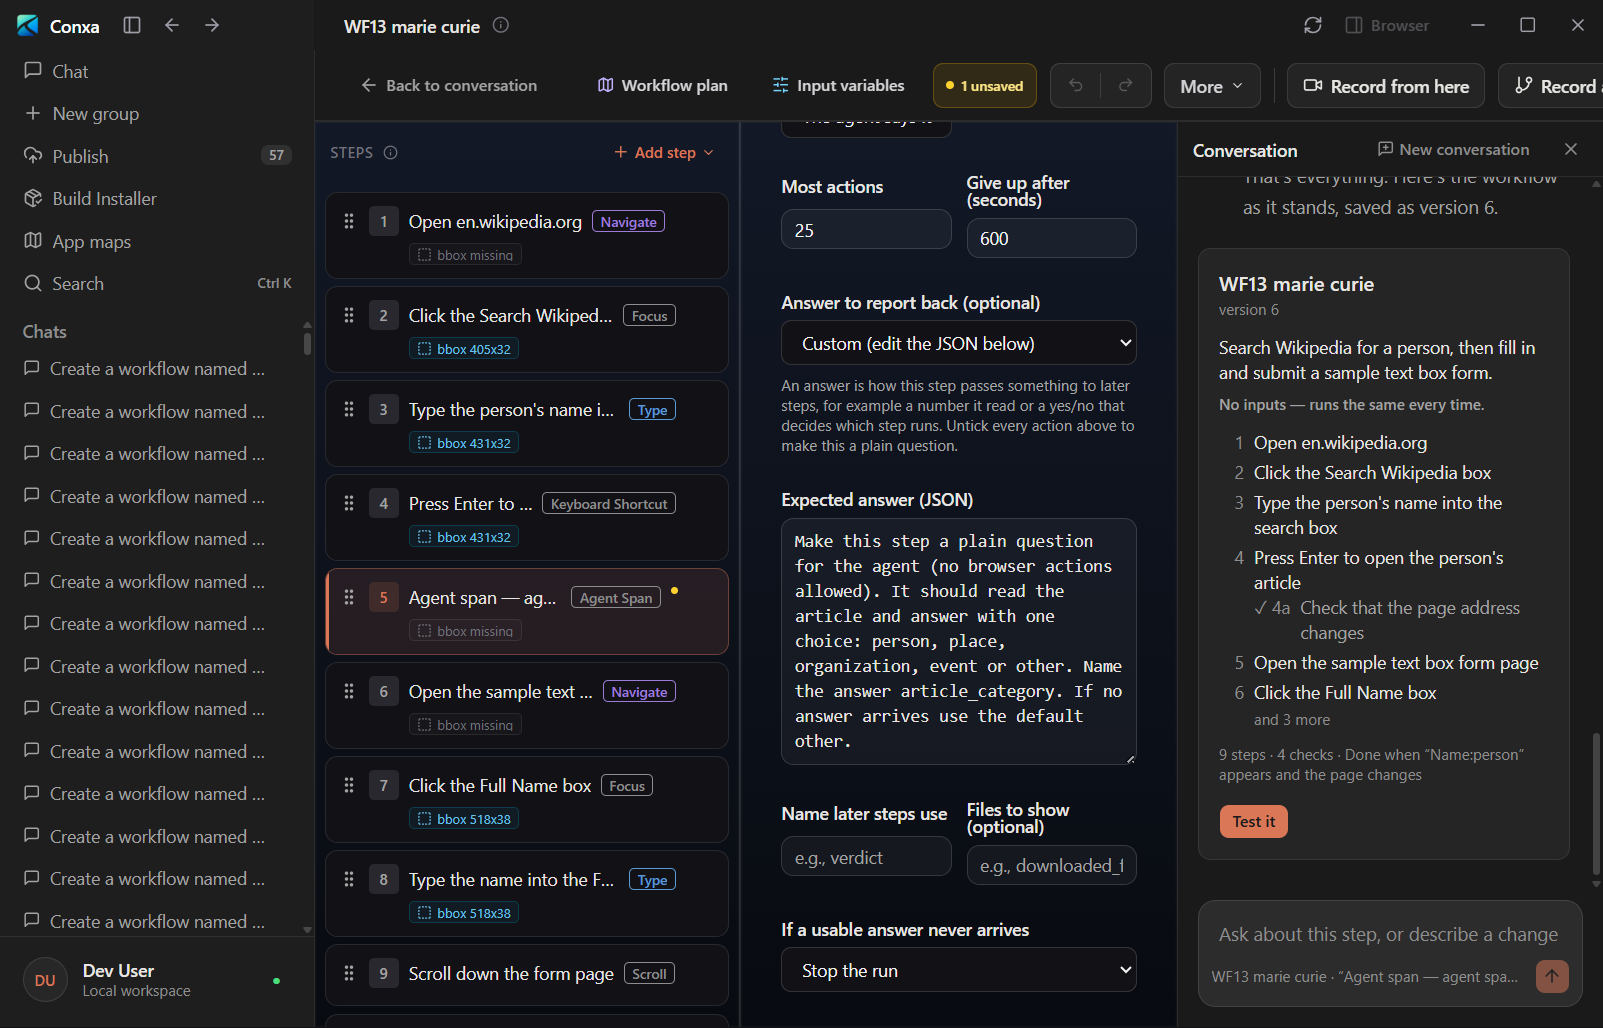 Conxa
WF13 marie curie
Browser
Chat
New group
Publish
57
Build Installer
App maps
Search
Ctrl K
Chats
Create a workflow named ...
Create a workflow named ...
Create a workflow named ...
Create a workflow named ...
Create a workflow named ...
Create a workflow named ...
Create a workflow named ...
Create a workflow named ...
Create a workflow named ...
Create a workflow named ...
Create a workflow named ...
Create a workflow named ...
Create a workflow named ...
Create a workflow named ...
DU
Dev User
Local workspace
Back to conversation
Workflow plan
Input variables
1 unsaved
More
Record from here
Record
STEPS
Add step
1
Open en.wikipedia.org
Navigate
bbox missing
2
Click the Search Wikiped...
Focus
bbox 405x32
3
Type the person's name i...
Type
bbox 431x32
4
Press Enter to ...
Keyboard Shortcut
bbox 431x32
5
Agent span — ag...
Agent Span
bbox missing
6
Open the sample text ...
Navigate
bbox missing
7
Click the Full Name box
Focus
bbox 518x38
8
Type the name into the F...
Type
bbox 518x38
9
Scroll down the form page
Scroll
Most actions
25
Give up after
(seconds)
600
Answer to report back (optional)
Custom (edit the JSON below)
An answer is how this step passes something to later
steps, for example a number it read or a yes/no that
decides which step runs. Untick every action above to
make this a plain question.
Expected answer (JSON)
Make this step a plain question
for the agent (no browser actions
allowed). It should read the
article and answer with one
choice: person, place,
organization, event or other. Name
the answer article_category. If no
answer arrives use the default
other.
Name later steps use
e.g., verdict
Files to show
(optional)
e.g., downloaded_f
If a usable answer never arrives
Stop the run
Conversation
New conversation
That's everything. Here's the workflow
as it stands, saved as version 6.
WF13 marie curie
version 6
Search Wikipedia for a person, then fill in
and submit a sample text box form.
No inputs — runs the same every time.
1 Open en.wikipedia.org
2 Click the Search Wikipedia box
3 Type the person's name into the
search box
4 Press Enter to open the person's
article
✓ 4a Check that the page address
changes
5 Open the sample text box form page
6 Click the Full Name box
and 3 more
9 steps · 4 checks · Done when “Name:person”
appears and the page changes
Test it
Ask about this step, or describe a change
WF13 marie curie · “Agent span — agent spa...